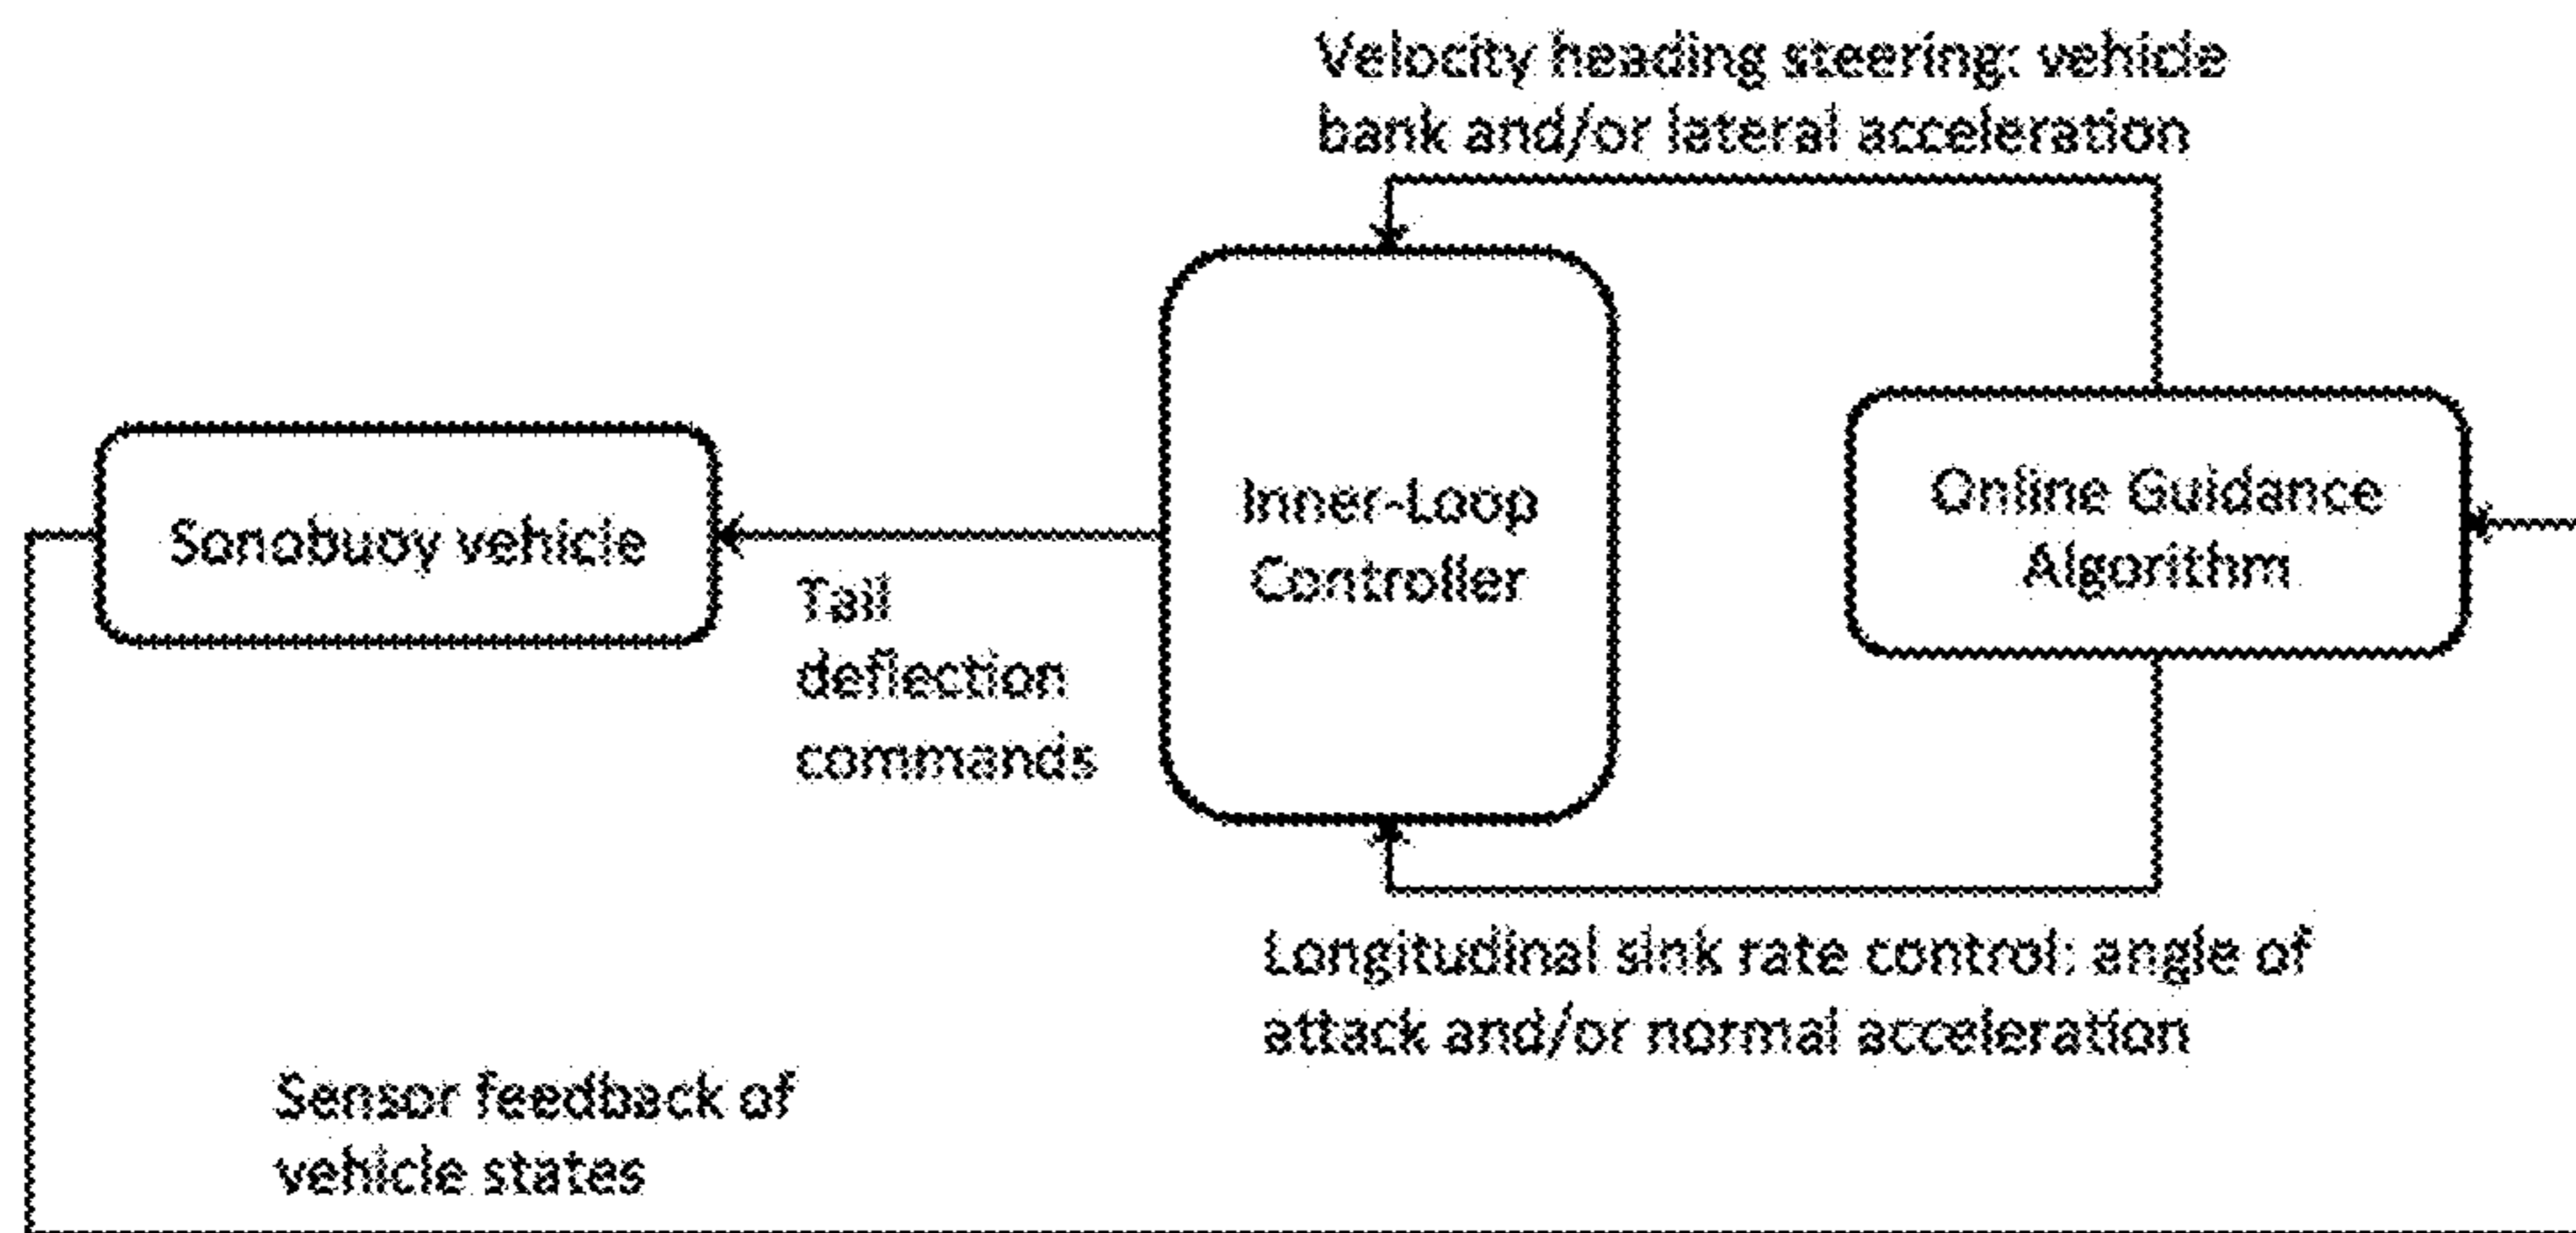 Velocity heading steering: vehicle
bank and/or lateral acceleration
Sonobuoy vehicle
Tail
deflection
commands
Inner-Loop
Controller
Online Guidance
Algorithm
Longitudinal sink rate control: angle of
attack and/or normal acceleration
Sensor feedback of
vehicle states